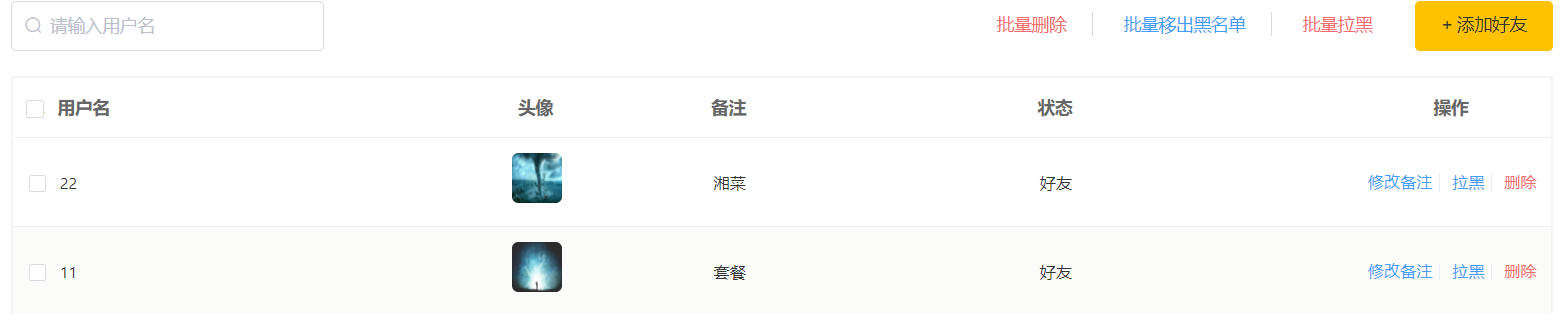 请输入用户名 批量删除 批量移出黑名单 批量拉黑 + 添加好友
用户名 头像 备注 状态 操作
22 湘菜 好友 修改备注 拉黑 删除
11 套餐 好友 修改备注 拉黑 删除